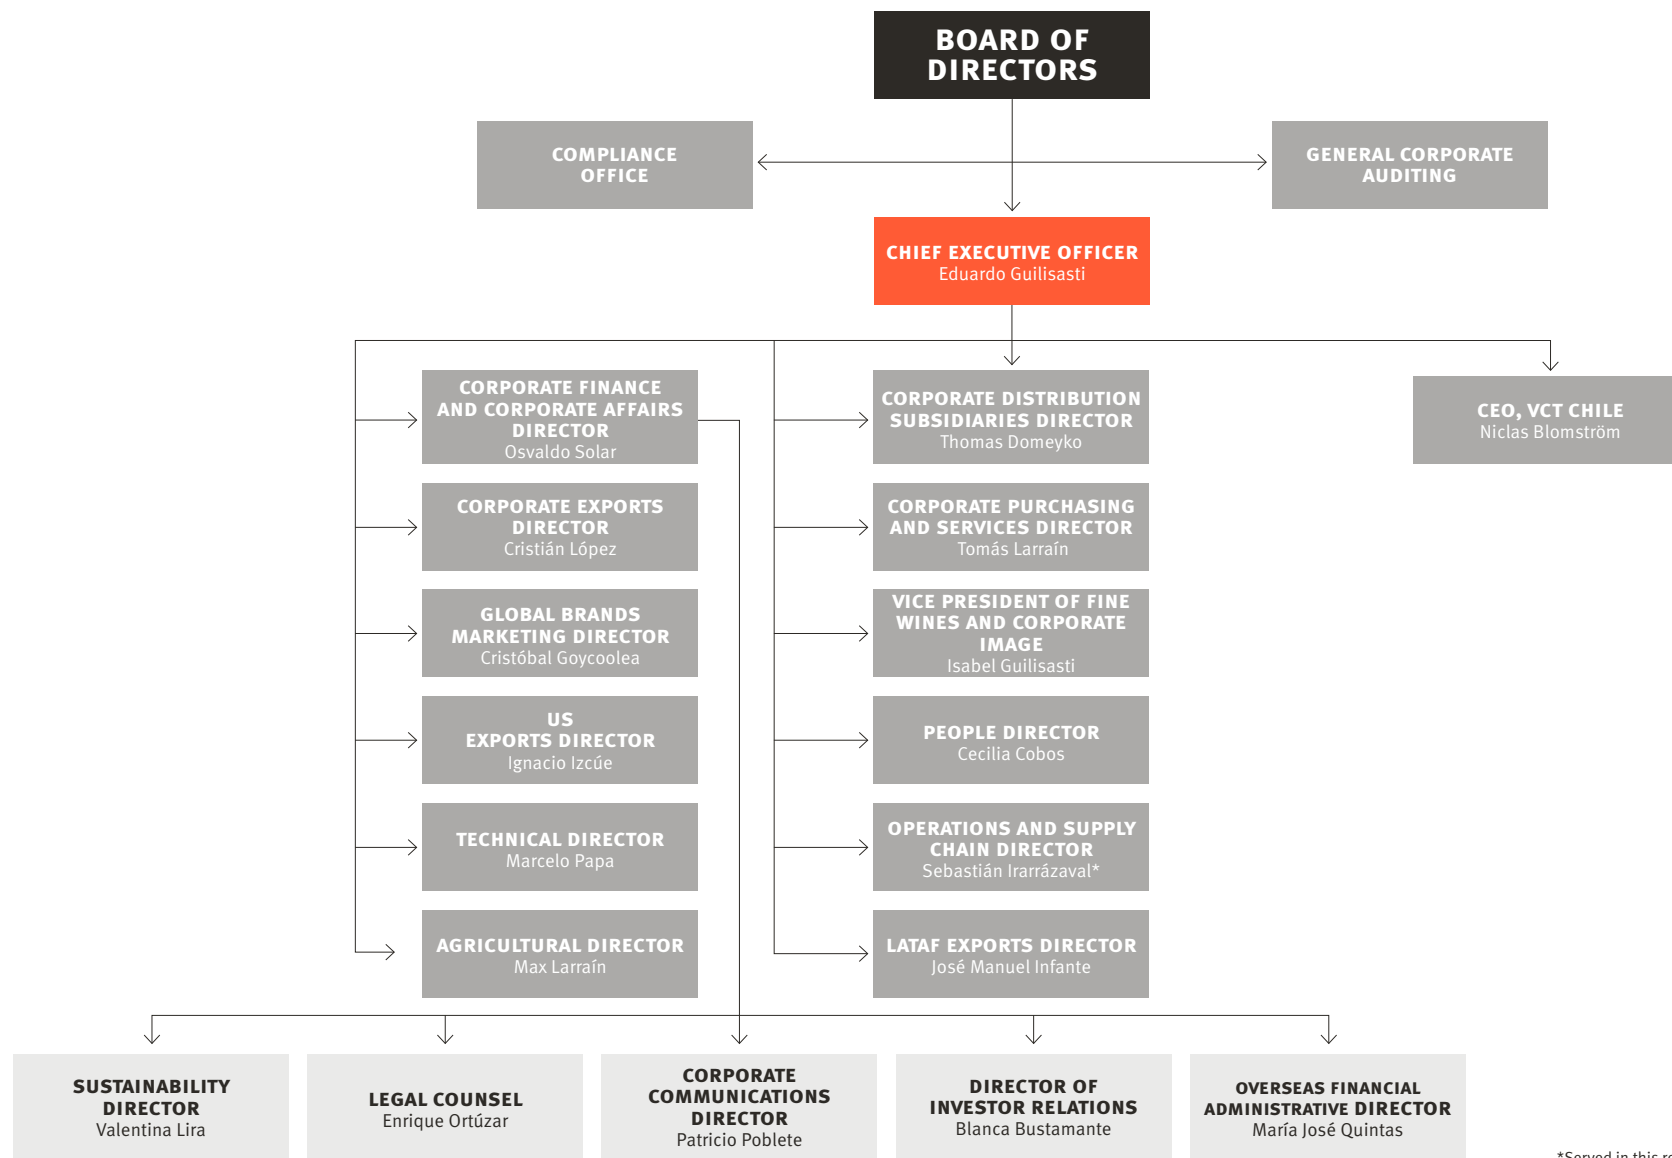 BOARD OF
DIRECTORS
COMPLIANCE
OFFICE
GENERAL CORPORATE
AUDITING
CHIEF EXECUTIVE OFFICER
Eduardo Guilisasti
CORPORATE FINANCE
AND CORPORATE AFFAIRS
DIRECTOR
Osvaldo Solar
CORPORATE DISTRIBUTION
SUBSIDIARIES DIRECTOR
Thomas Domeyko
CEO, VCT CHILE
Niclas Blomström
CORPORATE EXPORTS
DIRECTOR
Cristián López
CORPORATE PURCHASING
AND SERVICES DIRECTOR
Tomás Larraín
GLOBAL BRANDS
MARKETING DIRECTOR
Cristóbal Goycoolea
VICE PRESIDENT OF FINE
WINES AND CORPORATE
IMAGE
Isabel Guilisasti
US
EXPORTS DIRECTOR
Ignacio Izcúe
PEOPLE DIRECTOR
Cecilia Cobos
TECHNICAL DIRECTOR
Marcelo Papa
OPERATIONS AND SUPPLY
CHAIN DIRECTOR
Sebastián Irarrázaval*
AGRICULTURAL DIRECTOR
Max Larraín
LATAF EXPORTS DIRECTOR
José Manuel Infante
SUSTAINABILITY
DIRECTOR
Valentina Lira
LEGAL COUNSEL
Enrique Ortúzar
CORPORATE
COMMUNICATIONS
DIRECTOR
Patricio Poblete
DIRECTOR OF
INVESTOR RELATIONS
Blanca Bustamante
OVERSEAS FINANCIAL
ADMINISTRATIVE DIRECTOR
María José Quintas
*Served in this